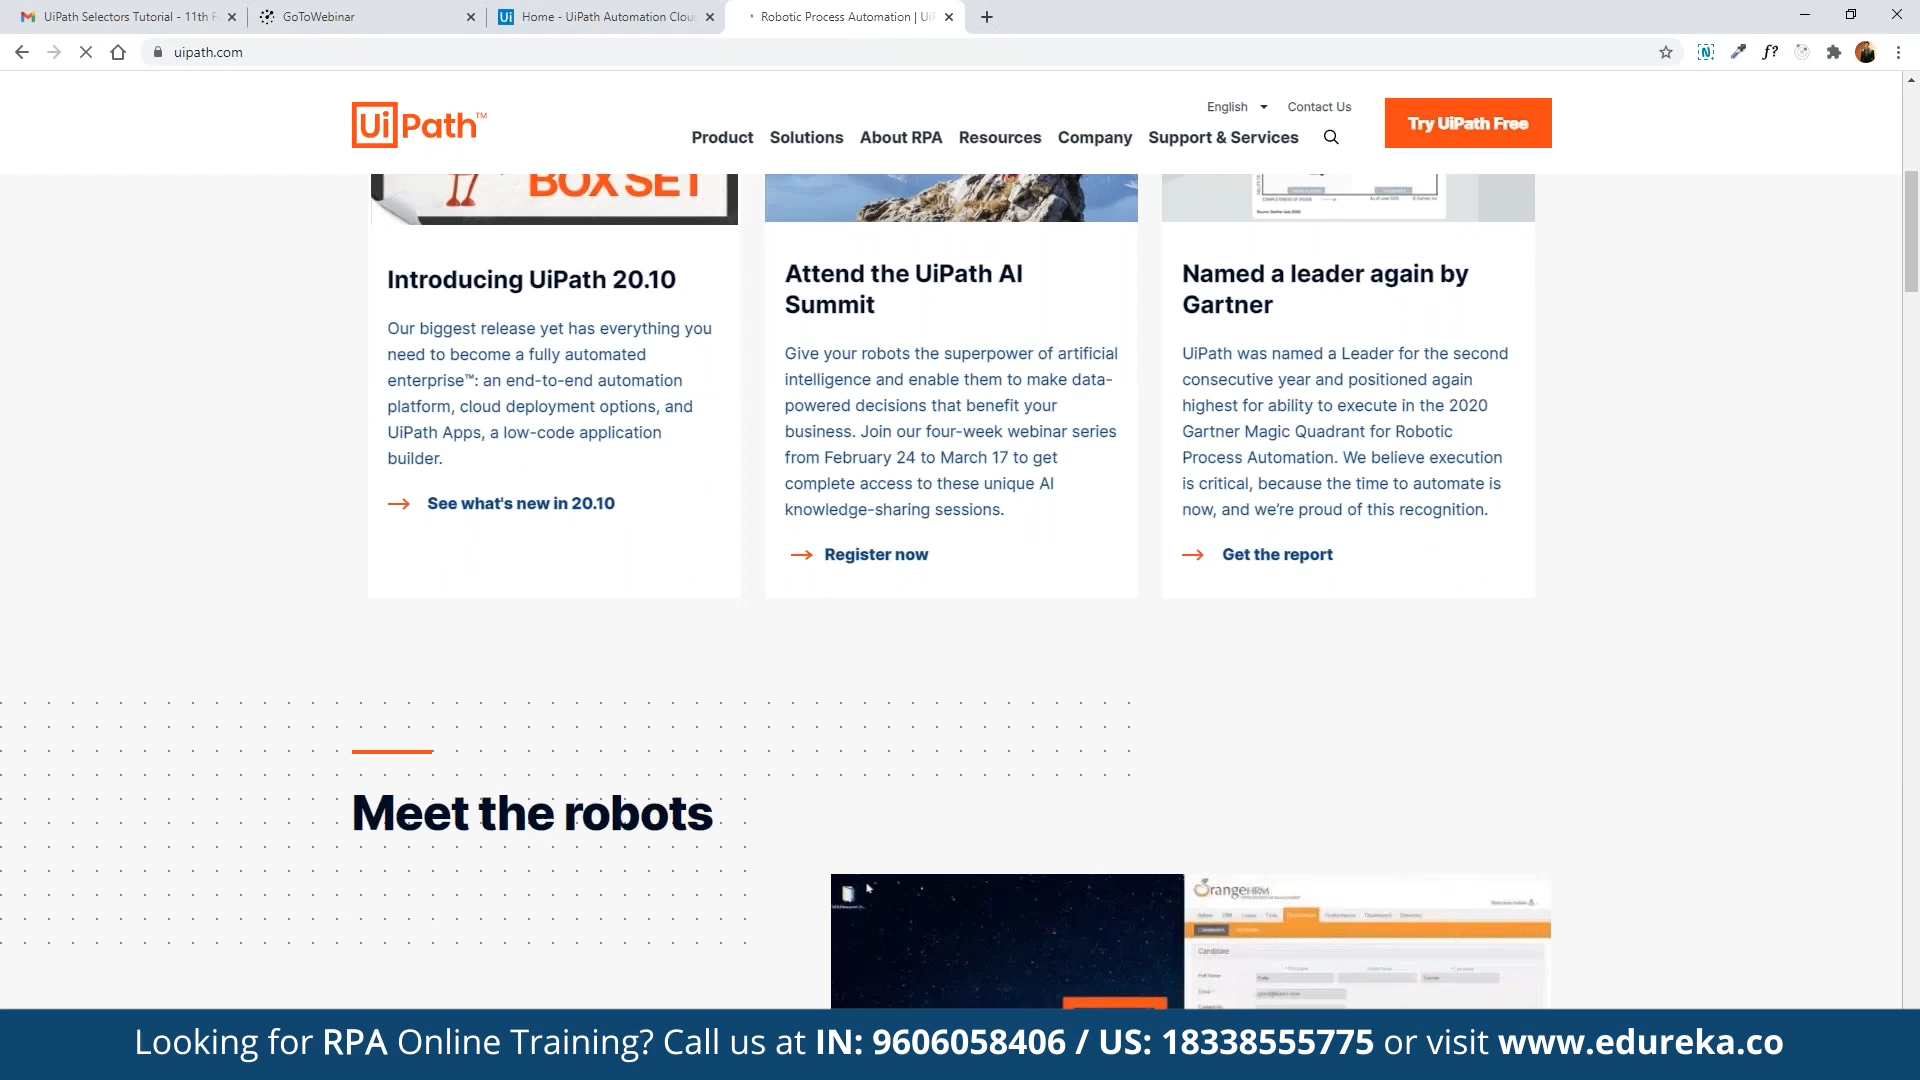 UiPath Selectors Tutorial - 11th F
GoToWebinar
Home - UiPath Automation Clou
Robotic Process Automation | Ui
uipath.com
UiPath™
English
Contact Us
Product
Solutions
About RPA
Resources
Company
Support & Services
Try UiPath Free
BOX SET
Introducing UiPath 20.10
Our biggest release yet has everything you
need to become a fully automated
enterprise™: an end-to-end automation
platform, cloud deployment options, and
UiPath Apps, a low-code application
builder.
See what's new in 20.10
Attend the UiPath AI
Summit
Give your robots the superpower of artificial
intelligence and enable them to make data-
powered decisions that benefit your
business. Join our four-week webinar series
from February 24 to March 17 to get
complete access to these unique AI
knowledge-sharing sessions.
Register now
Named a leader again by
Gartner
UiPath was named a Leader for the second
consecutive year and positioned again
highest for ability to execute in the 2020
Gartner Magic Quadrant for Robotic
Process Automation. We believe execution
is critical, because the time to automate is
now, and we're proud of this recognition.
Get the report
Meet the robots
OrangeHRM
Candidate
Looking for RPA Online Training? Call us at IN: 9606058406 / US: 18338555775 or visit www.edureka.co